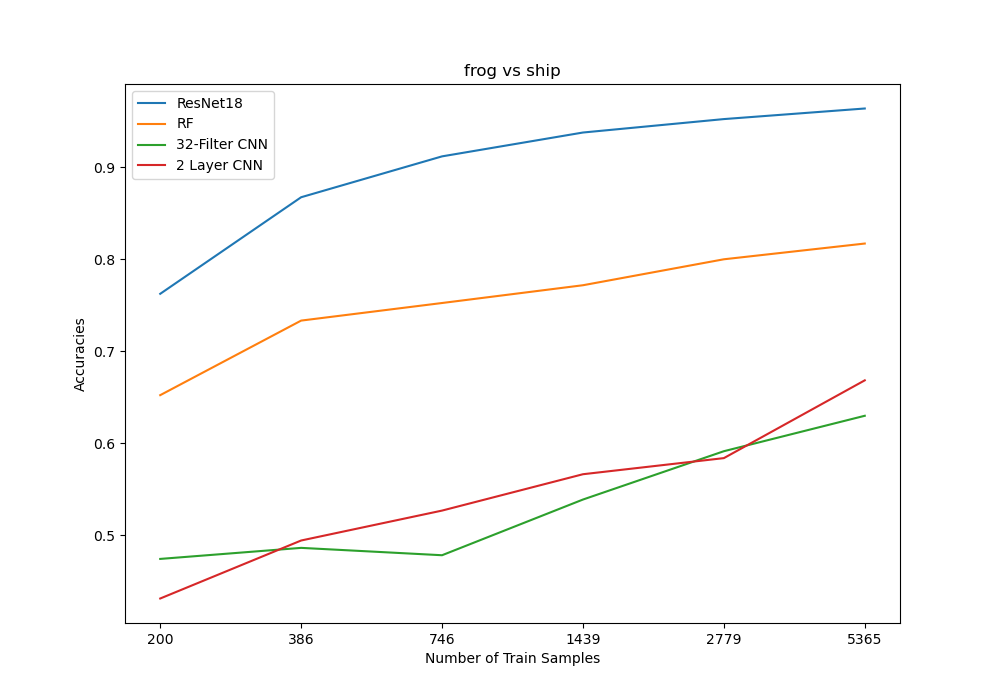 frog vs ship
ResNet18
RF
32-Filter CNN
2 Layer CNN
Accuracies
0.9
0.8
0.7
0.6
0.5
200 386 746 1439 2779 5365
Number of Train Samples